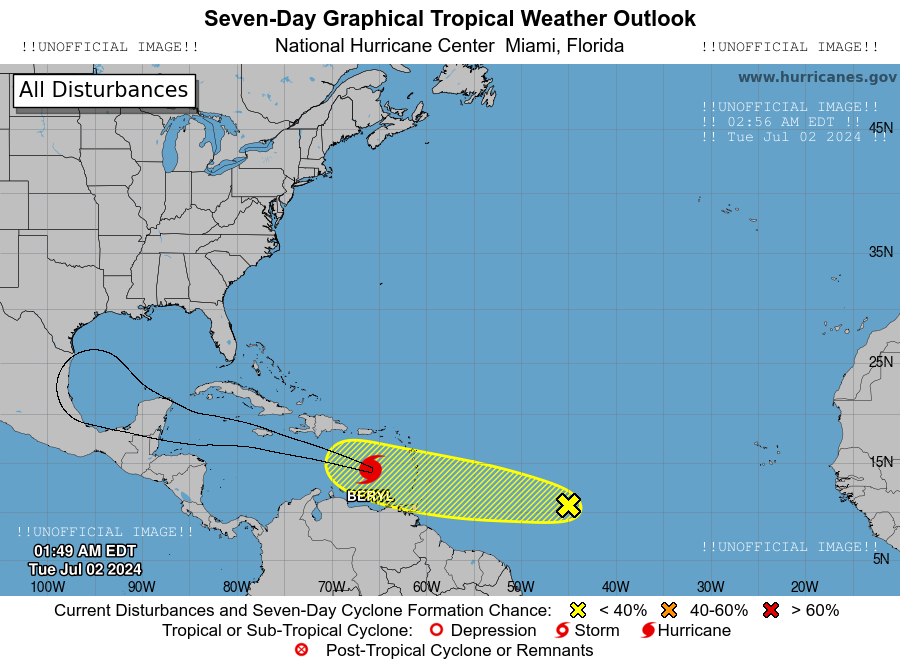 Seven-Day Graphical Tropical Weather Outlook
!!UNOFFICIAL IMAGE!!
National Hurricane Center  Miami, Florida
!!UNOFFICIAL IMAGE!!
All Disturbances
www.hurricanes.gov
!!UNOFFICIAL IMAGE!!
!! 02:56 AM EDT !!
!! Tue Jul 02 2024 !!
45N
35N
25N
15N
BERYL
!!UNOFFICIAL IMAGE!!
01:49 AM EDT
Tue Jul 02 2024
!!UNOFFICIAL IMAGE!!
5N
100W 90W 80W 70W 60W 50W 40W 30W 20W
Current Disturbances and Seven-Day Cyclone Formation Chance: < 40% 40-60% > 60%
Tropical or Sub-Tropical Cyclone: Depression Storm Hurricane
Post-Tropical Cyclone or Remnants